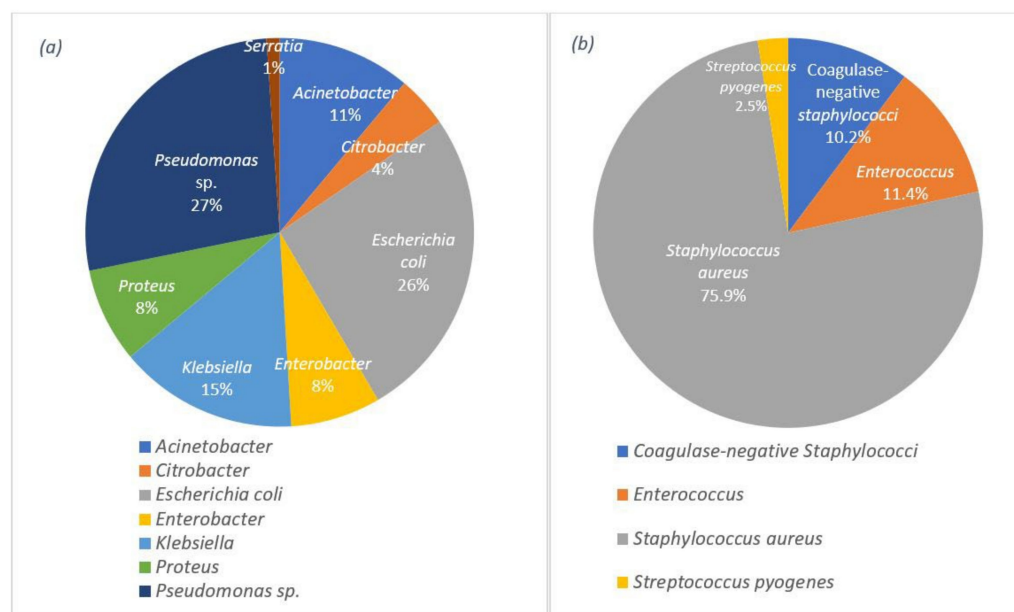 (a)
Serratia
1%
Acinetobacter
11%
Citrobacter
4%
Pseudomonas
sp.
27%
Escherichia
coli
26%
Proteus
8%
Klebsiella
15%
Enterobacter
8%
Acinetobacter
Citrobacter
Escherichia coli
Enterobacter
Klebsiella
Proteus
Pseudomonas sp.
(b)
Streptococcus
pyogenes
2.5%
Coagulase-
negative
staphylococci
10.2%
Enterococcus
11.4%
Staphylococcus
aureus
75.9%
Coagulase-negative Staphylococci
Enterococcus
Staphylococcus aureus
Streptococcus pyogenes